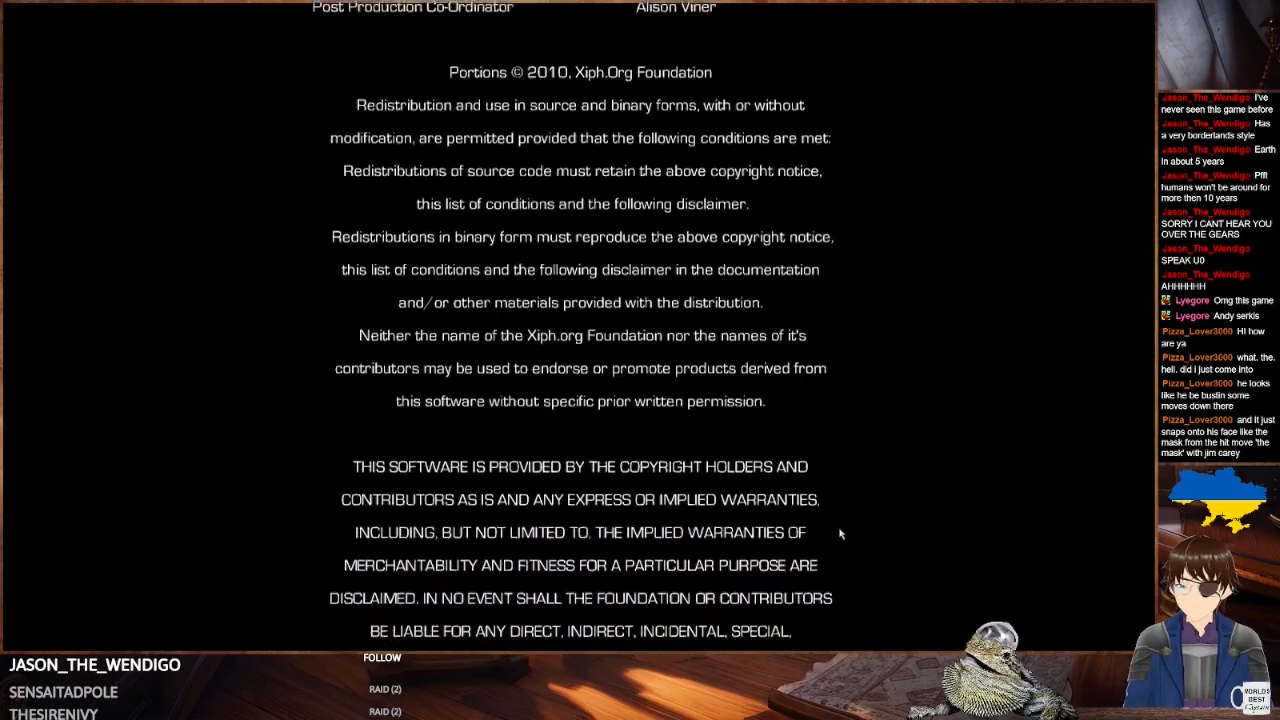 Post Production Co-Ordinator Alison Viner
Portions © 2010, Xiph.Org Foundation
Redistribution and use in source and binary forms, with or without
modification, are permitted provided that the following conditions are met:
Redistributions of source code must retain the above copyright notice,
this list of conditions and the following disclaimer.
Redistributions in binary form must reproduce the above copyright notice,
this list of conditions and the following disclaimer in the documentation
and/or other materials provided with the distribution.
Neither the name of the Xiph.org Foundation nor the names of it's
contributors may be used to endorse or promote products derived from
this software without specific prior written permission.
THIS SOFTWARE IS PROVIDED BY THE COPYRIGHT HOLDERS AND
CONTRIBUTORS AS IS AND ANY EXPRESS OR IMPLIED WARRANTIES,
INCLUDING, BUT NOT LIMITED TO, THE IMPLIED WARRANTIES OF
MERCHANTABILITY AND FITNESS FOR A PARTICULAR PURPOSE ARE
DISCLAIMED. IN NO EVENT SHALL THE FOUNDATION OR CONTRIBUTORS
BE LIABLE FOR ANY DIRECT, INDIRECT, INCIDENTAL, SPECIAL,
Jason_The_Wendigo I've
never seen this game before
Jason_The_Wendigo Has
a very borderlands style
Jason_The_Wendigo Earth
in about 5 years
Jason_The_Wendigo Pfft
humans won't be around for
more then 10 years
Jason_The_Wendigo
SORRY I CANT HEAR YOU
OVER THE GEARS
Jason_The_Wendigo
SPEAK U0
Jason_The_Wendigo
AHHHHHH
Lyegore Omg this game
Lyegore Andy serkis
Pizza_Lover3000 HI how
are ya
Pizza_Lover3000 what. the.
hell. did i just come into
Pizza_Lover3000 he looks
like he be bustin some
moves down there
Pizza_Lover3000 and it just
snaps onto his face like the
mask from the hit move 'the
mask' with jim carey
JASON_THE_WENDIGO FOLLOW
SENSAITADPOLE RAID (2)
THESIRENIVY RAID (2)
WORLD'S
BEST
Captain